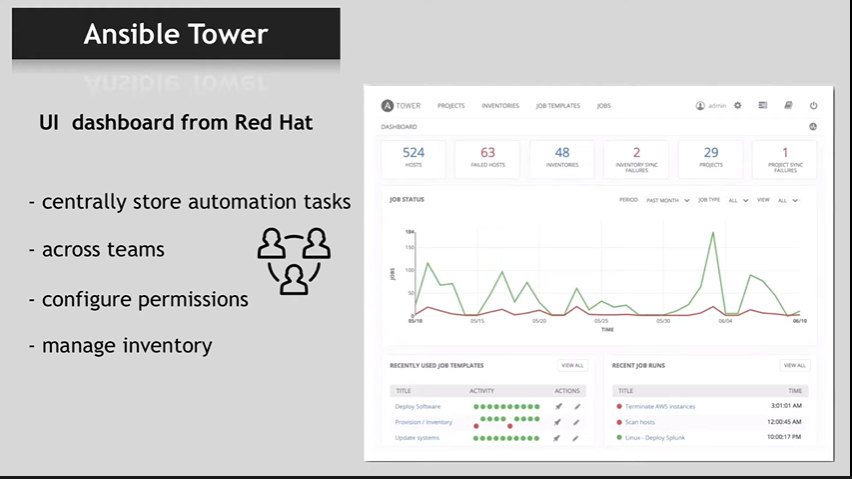 Ansible Tower
UI dashboard from Red Hat
- centrally store automation tasks
- across teams
- configure permissions
- manage inventory
A TOWER PROJECTS INVENTORIES JOB TEMPLATES JOBS admin
DASHBOARD
524 63 48 2 29 1
HOSTS FAILED HOSTS INVENTORIES INVENTORY SYNC FAILURES PROJECTS PROJECT SYNC FAILURES
JOB STATUS PERIOD PAST MONTH JOB TYPE ALL VIEW ALL
184
150
100
50
0
JOBS
05/10 05/15 05/20 05/25 05/30 06/04 06/10
TIME
RECENTLY USED JOB TEMPLATES VIEW ALL
TITLE ACTIVITY ACTIONS
Deploy Software
Provision / Inventory
Update systems
RECENT JOB RUNS VIEW ALL
TITLE TIME
Terminate AWS instances 3:01:01 AM
Scan hosts 12:00:45 AM
Linux - Deploy Splunk 10:00:17 PM